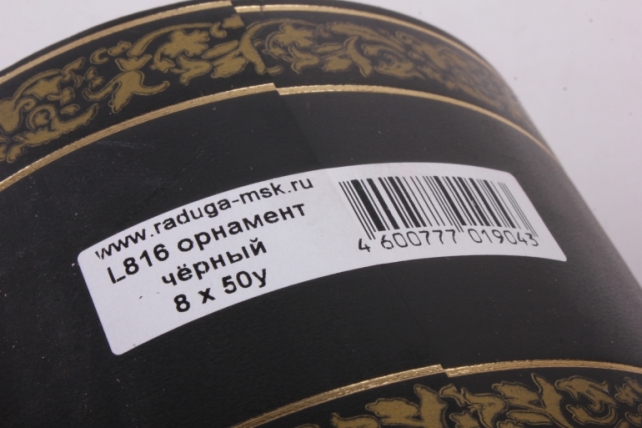 www.raduga-msk.ru
L816 орнамент
чёрный
8 x 50y
4 600777 019043